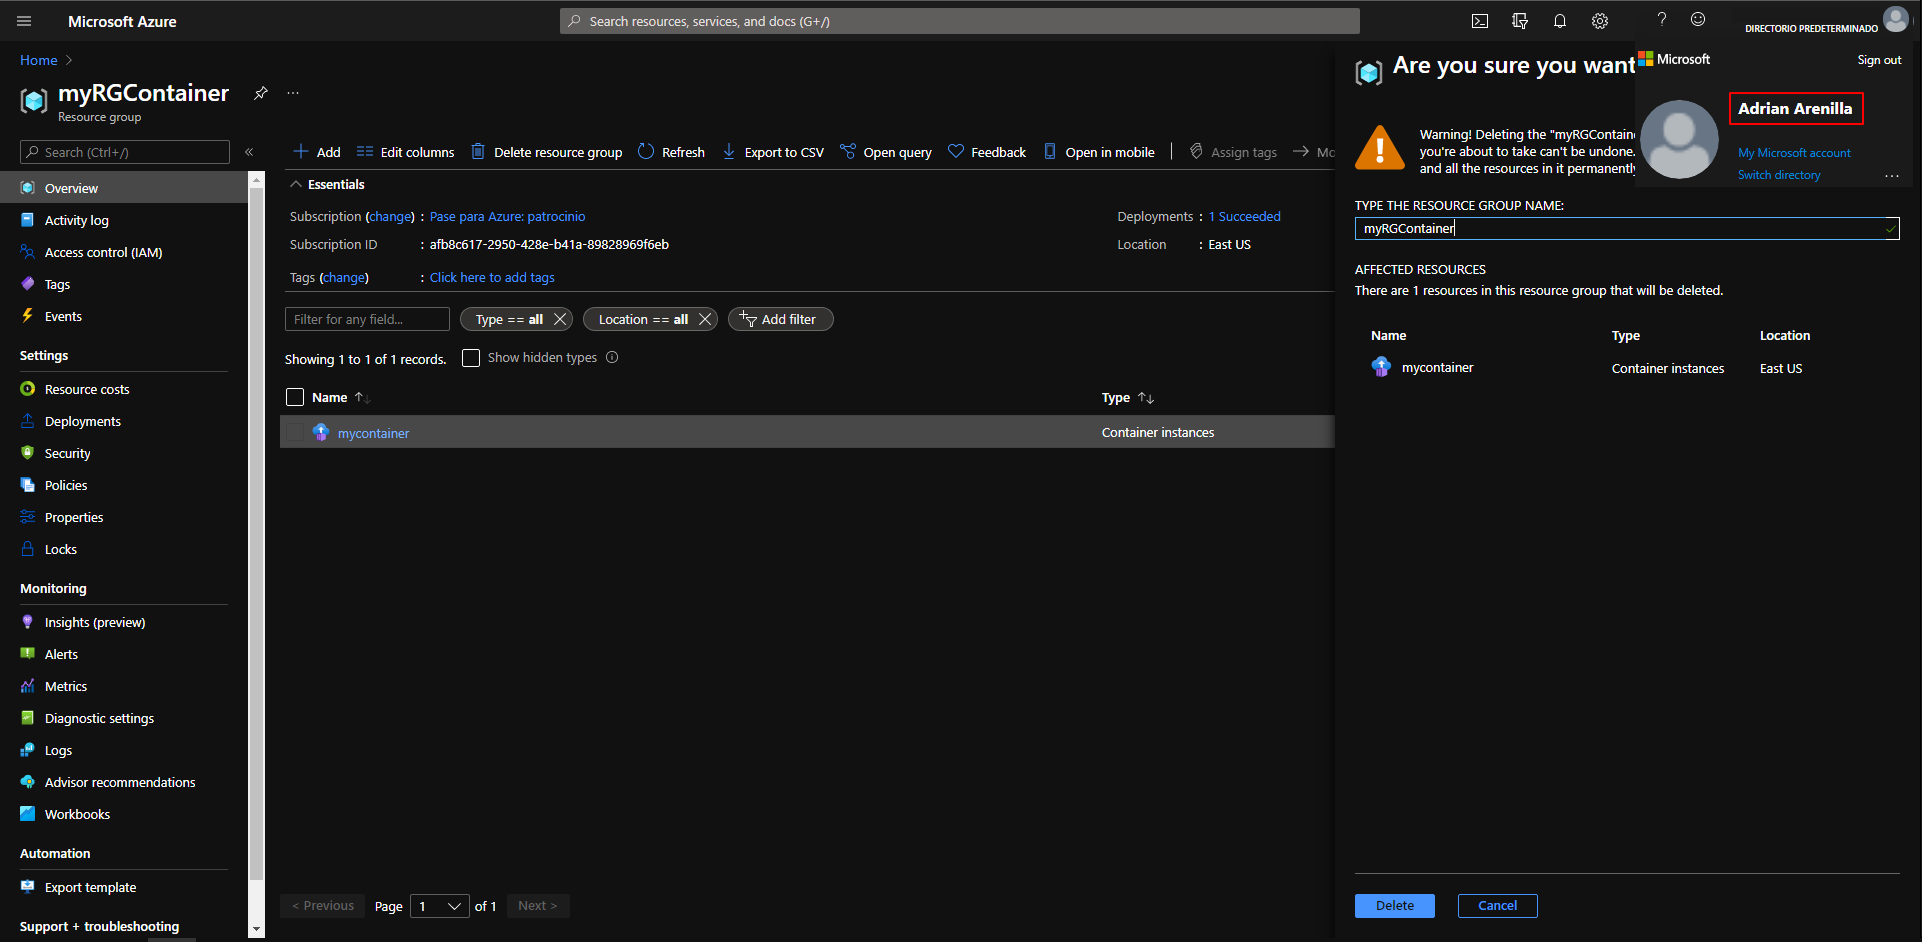 Microsoft Azure
Search resources, services, and docs (G+/)
DIRECTORIO PREDETERMINADO
Home
myRGContainer
Resource group
Search (Ctrl+/)
Overview
Activity log
Access control (IAM)
Tags
Events
Settings
Resource costs
Deployments
Security
Policies
Properties
Locks
Monitoring
Insights (preview)
Alerts
Metrics
Diagnostic settings
Logs
Advisor recommendations
Workbooks
Automation
Export template
Support + troubleshooting
Add
Edit columns
Delete resource group
Refresh
Export to CSV
Open query
Feedback
Open in mobile
Assign tags
Mo
Essentials
Subscription (change) : Pase para Azure: patrocinio
Subscription ID : afb8c617-2950-428e-b41a-89828969f6eb
Tags (change) : Click here to add tags
Deployments : 1 Succeeded
Location : East US
Filter for any field...
Type == all
Location == all
Add filter
Showing 1 to 1 of 1 records.
Show hidden types
Name
Type
mycontainer
Container instances
< Previous
Page 1 of 1
Next >
Are you sure you want
Warning! Deleting the "myRGContaine
you're about to take can't be undone.
and all the resources in it permanently
Microsoft
Sign out
Adrian Arenilla
My Microsoft account
Switch directory
...
TYPE THE RESOURCE GROUP NAME:
myRGContainer
AFFECTED RESOURCES
There are 1 resources in this resource group that will be deleted.
Name Type Location
mycontainer Container instances East US
Delete
Cancel